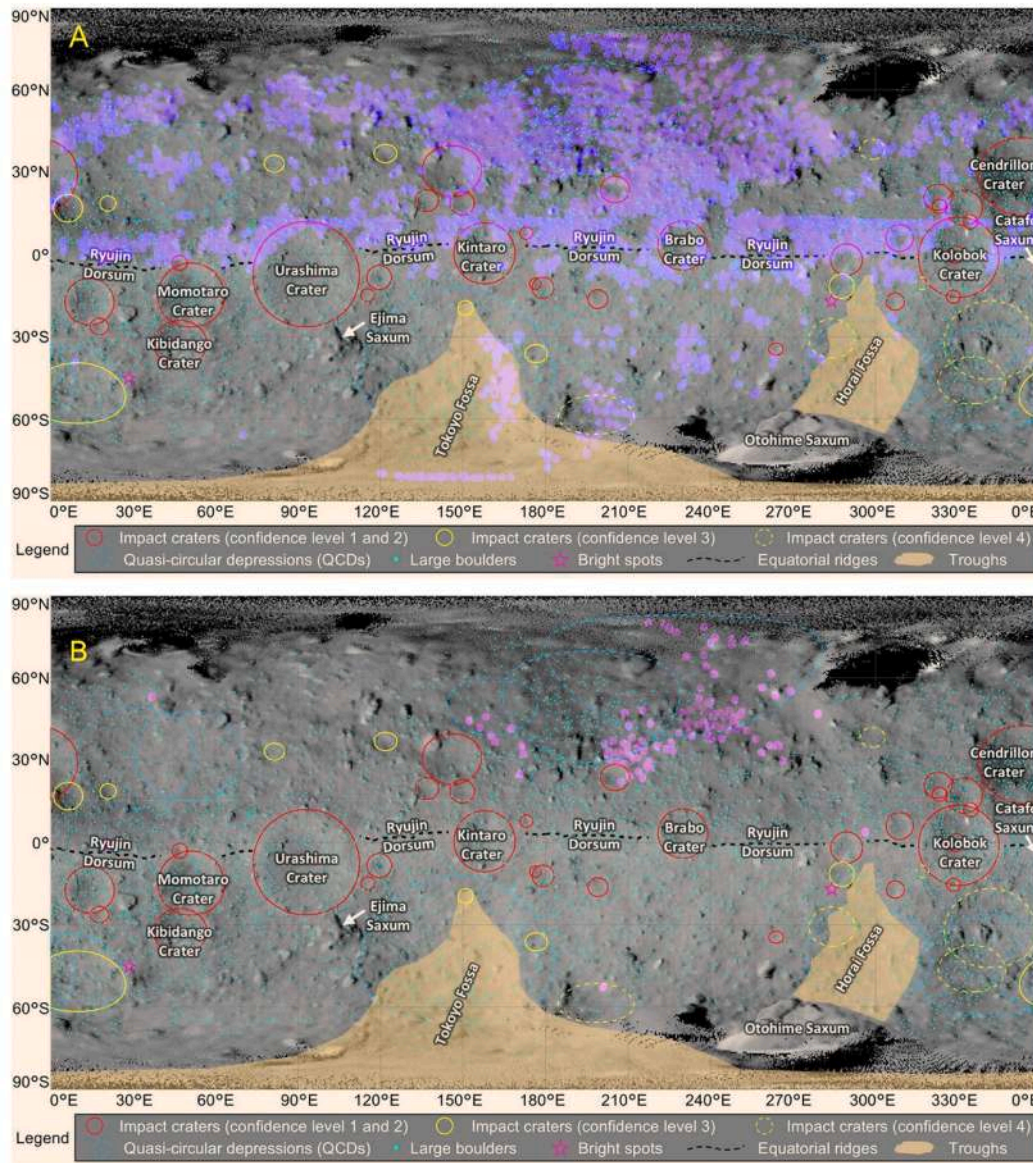 90°N
A
60°N
30°N
0°
30°S
60°S
90°S
Cendrillon
Crater
Catafo
Saxum
Ryujin
Dorsum
Urashima
Crater
Momotaro
Crater
Kibidango
Crater
Ejima
Saxum
Ryujin
Dorsum
Kintaro
Crater
Ryujin
Dorsum
Brabo
Crater
Ryujin
Dorsum
Kolobok
Crater
Tokoyo Fossa
Horai Fossa
Otohime Saxum
0°E 30°E 60°E 90°E 120°E 150°E 180°E 210°E 240°E 270°E 300°E 330°E 0°E
Legend
Impact craters (confidence level 1 and 2) Impact craters (confidence level 3) Impact craters (confidence level 4)
Quasi-circular depressions (QCDs) Large boulders Bright spots Equatorial ridges Troughs
90°N
B
60°N
30°N
0°
30°S
60°S
90°S
Cendrillon
Crater
Catafo
Saxum
Ryujin
Dorsum
Urashima
Crater
Momotaro
Crater
Kibidango
Crater
Ejima
Saxum
Ryujin
Dorsum
Kintaro
Crater
Ryujin
Dorsum
Brabo
Crater
Ryujin
Dorsum
Kolobok
Crater
Tokoyo Fossa
Horai Fossa
Otohime Saxum
0°E 30°E 60°E 90°E 120°E 150°E 180°E 210°E 240°E 270°E 300°E 330°E 0°E
Legend
Impact craters (confidence level 1 and 2) Impact craters (confidence level 3) Impact craters (confidence level 4)
Quasi-circular depressions (QCDs) Large boulders Bright spots Equatorial ridges Troughs